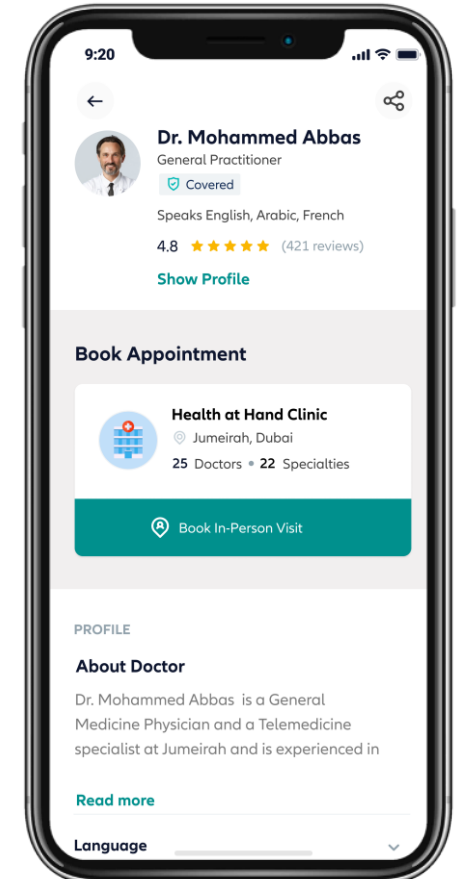 9:20
Dr. Mohammed Abbas
General Practitioner
Covered
Speaks English, Arabic, French
4.8 (421 reviews)
Show Profile
Book Appointment
Health at Hand Clinic
Jumeirah, Dubai
25 Doctors • 22 Specialties
Book In-Person Visit
PROFILE
About Doctor
Dr. Mohammed Abbas is a General
Medicine Physician and a Telemedicine
specialist at Jumeirah and is experienced in
Read more
Language